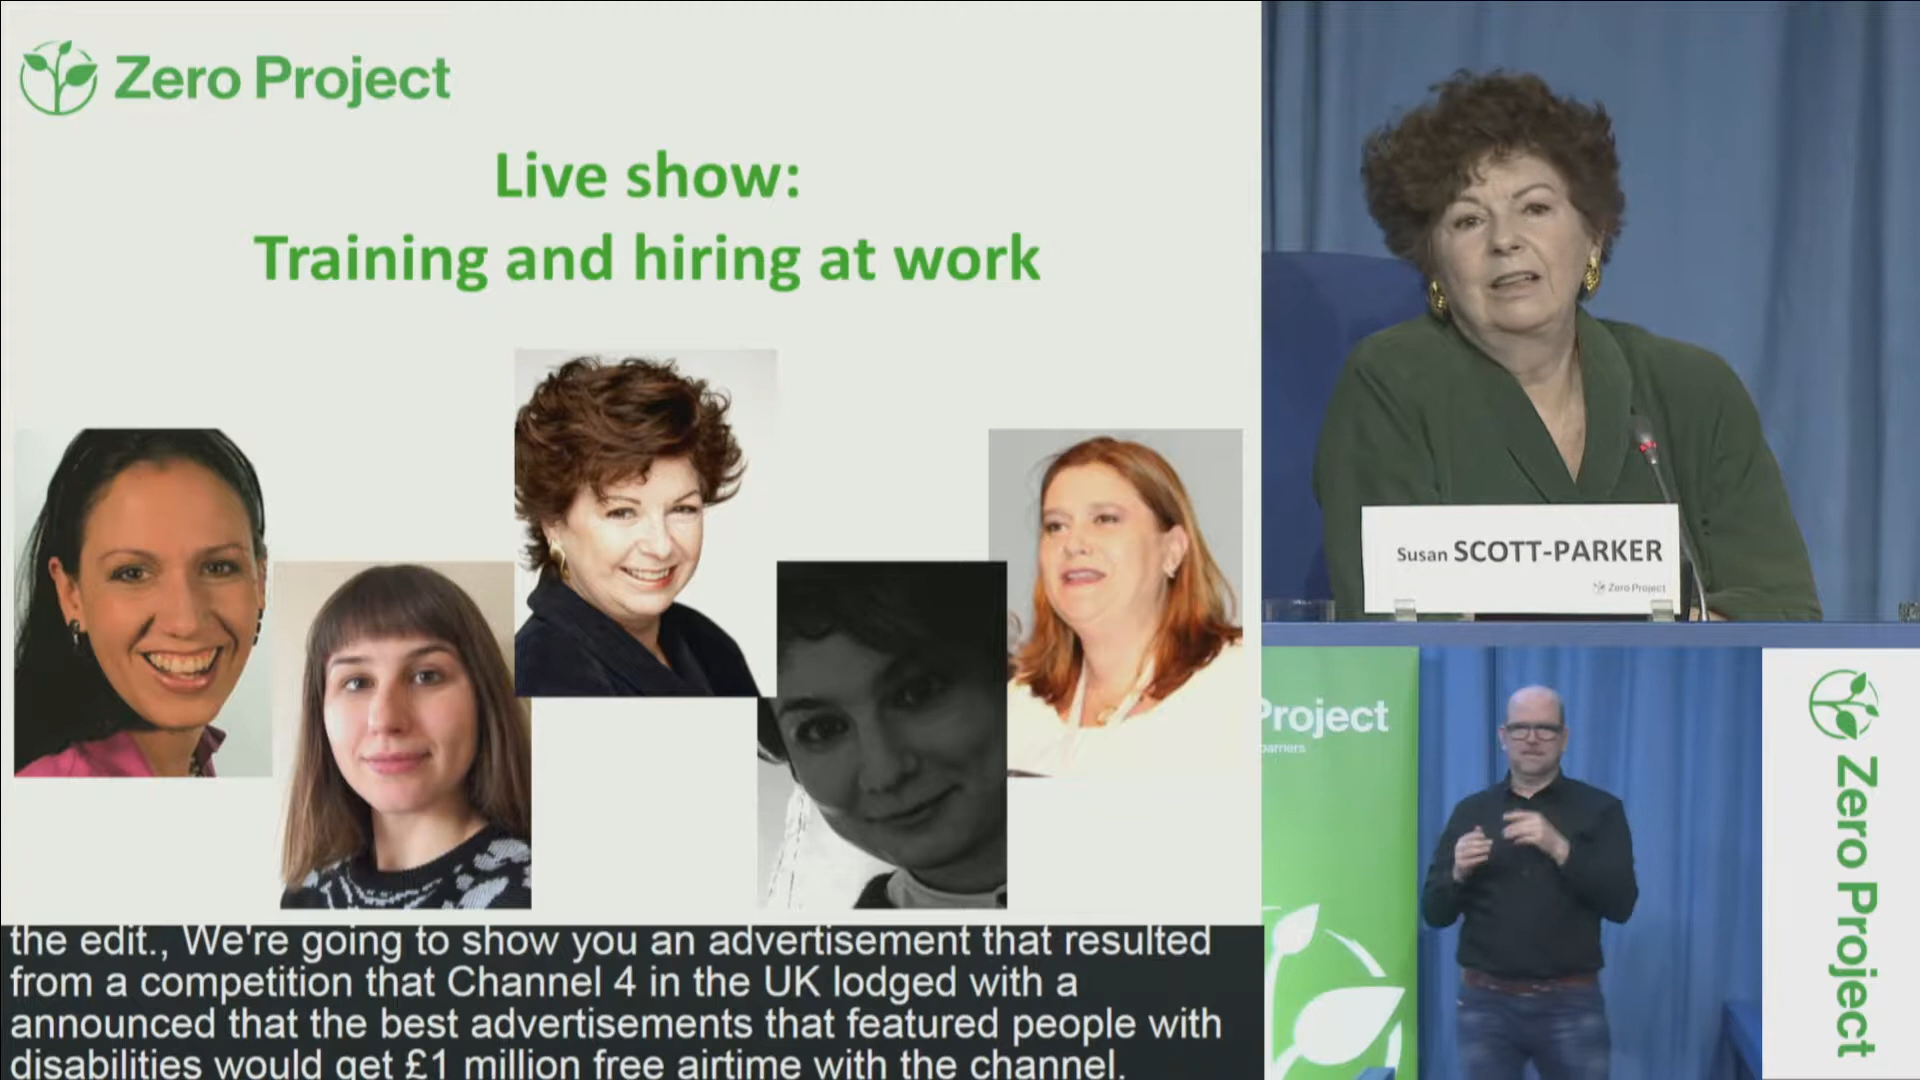 Zero Project
Live show:
Training and hiring at work
Susan SCOTT-PARKER
Zero Project
Project
barriers
Zero Project
the edit., We're going to show you an advertisement that resulted
from a competition that Channel 4 in the UK lodged with a
announced that the best advertisements that featured people with
disabilities would get £1 million free airtime with the channel.